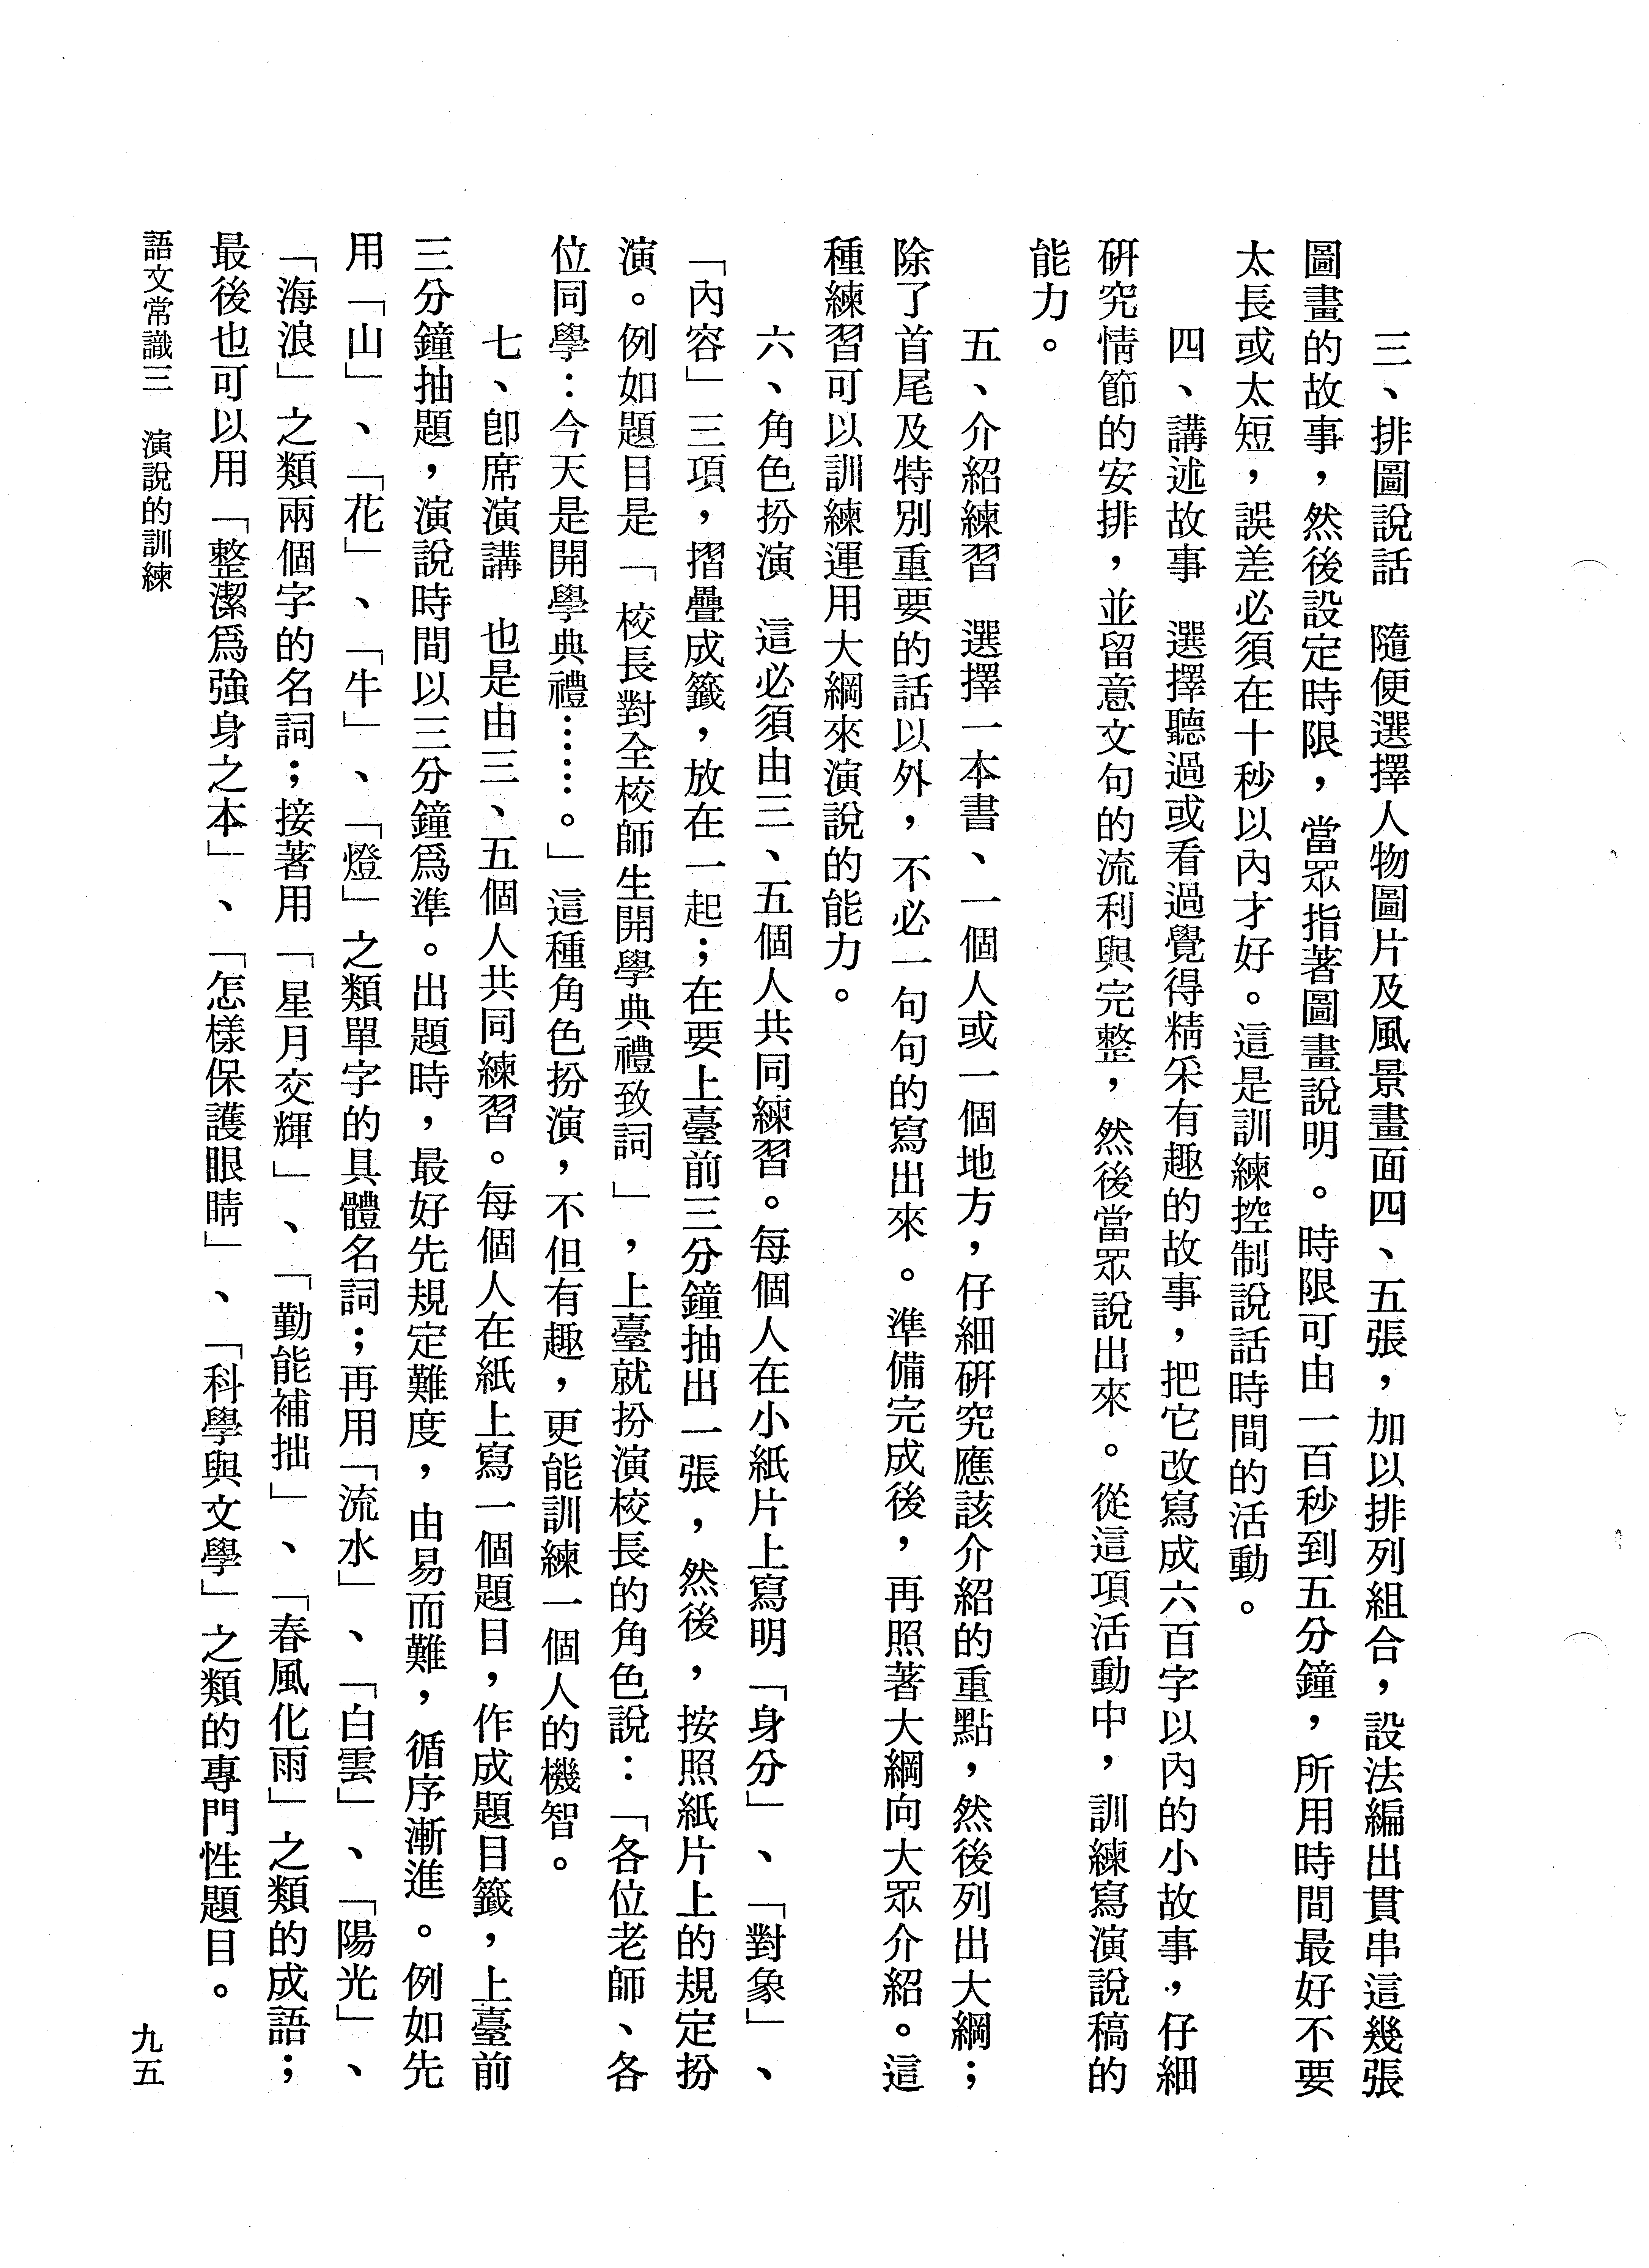 三、排圖說話　隨便選擇人物圖片及風景畫面四、五張，加以排列組合，設法編出貫串這幾張
圖畫的故事，然後設定時限，當眾指著圖畫說明。時限可由一百秒到五分鐘，所用時間最好不要
太長或太短，誤差必須在十秒以內才好。這是訓練控制說話時間的活動。
四、講述故事　選擇聽過或看過覺得精采有趣的故事，把它改寫成六百字以內的小故事，仔細
研究情節的安排，並留意文句的流利與完整，然後當眾說出來。從這項活動中，訓練寫演說稿的
能力。
五、介紹練習　選擇一本書、一個人或一個地方，仔細研究應該介紹的重點，然後列出大綱；
除了首尾及特別重要的話以外，不必一句句的寫出來。準備完成後，再照著大綱向大眾介紹。這
種練習可以訓練運用大綱來演說的能力。
六、角色扮演　這必須由三、五個人共同練習。每個人在小紙片上寫明「身分」、「對象」、
「內容」三項，摺疊成籤，放在一起；在要上臺前三分鐘抽出一張，然後，按照紙片上的規定扮
演。例如題目是「校長對全校師生開學典禮致詞」，上臺就扮演校長的角色說：「各位老師、各
位同學：今天是開學典禮……。」這種角色扮演，不但有趣，更能訓練一個人的機智。
七、卽席演講　也是由三、五個人共同練習。每個人在紙上寫一個題目，作成題目籤，上臺前
三分鐘抽題，演說時間以三分鐘爲準。出題時，最好先規定難度，由易而難，循序漸進。例如先
用「山」、「花」、「牛」、「燈」之類單字的具體名詞；再用「流水」、「白雲」、「陽光」、
「海浪」之類兩個字的名詞；接著用「星月交輝」、「勤能補拙」、「春風化雨」之類的成語；
最後也可以用「整潔爲強身之本」、「怎樣保護眼睛」、「科學與文學」之類的專門性題目。
語文常識三　演說的訓練
九五